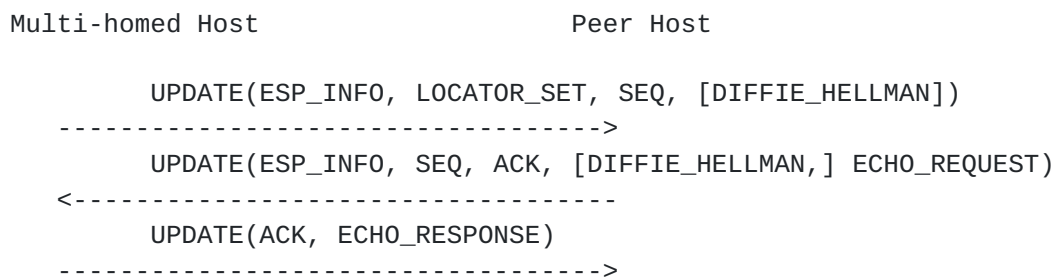 Multi-homed Host                    Peer Host
UPDATE(ESP_INFO, LOCATOR_SET, SEQ, [DIFFIE_HELLMAN])
----------------------------------->
UPDATE(ESP_INFO, SEQ, ACK, [DIFFIE_HELLMAN,] ECHO_REQUEST)
<-----------------------------------
UPDATE(ACK, ECHO_RESPONSE)
----------------------------------->